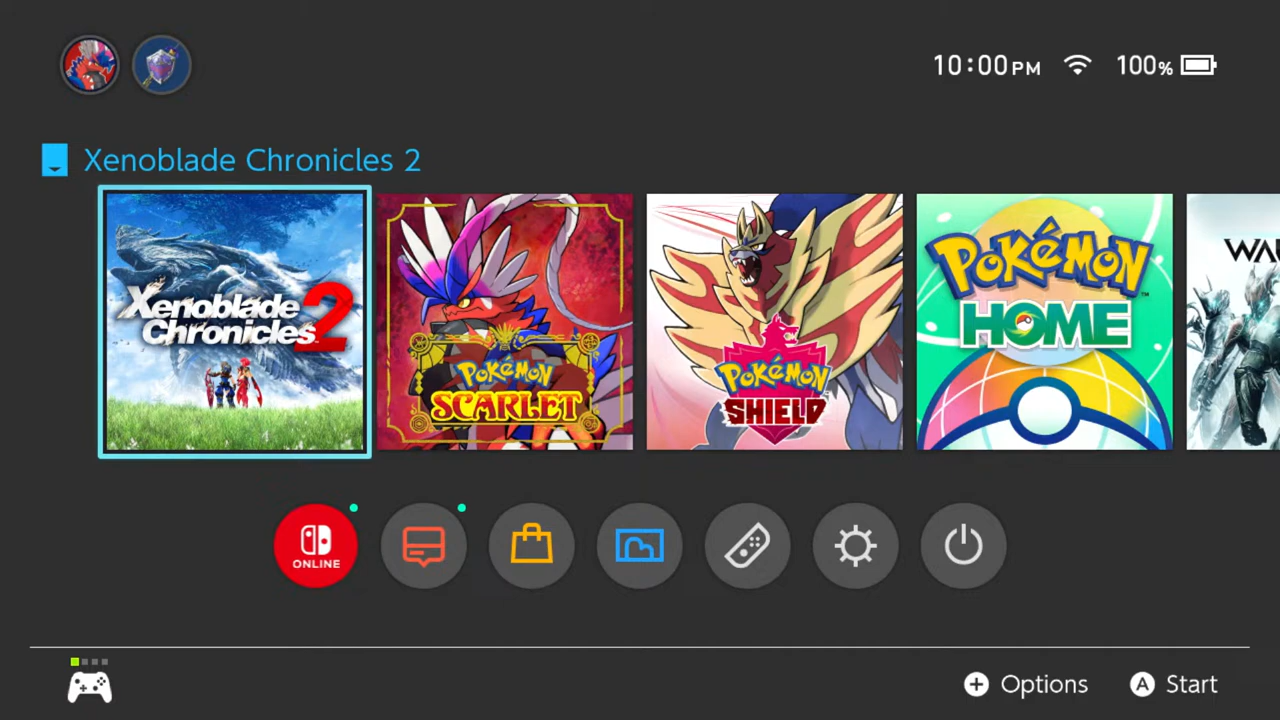 10:00PM 100%
Xenoblade Chronicles 2
Xenoblade
Chronicles 2
POKÉMON
SCARLET
POKÉMON
SHIELD
POKÉMON
HOME
ONLINE
Options Start